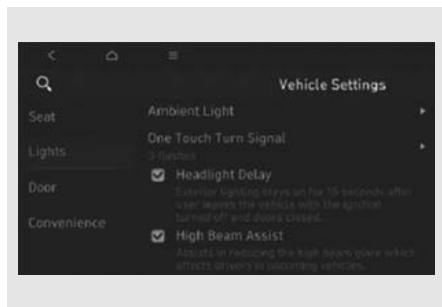 Vehicle Settings
Seat
Lights
Door
Convenience
Ambient Light
One Touch Turn Signal
3 flashes
Headlight Delay
Exterior lighting stays on for 15 seconds after
user leaves the vehicle with the ignition
turned off and doors closed.
High Beam Assist
Assists in reducing the high beam glare which
affects drivers in oncoming vehicles.